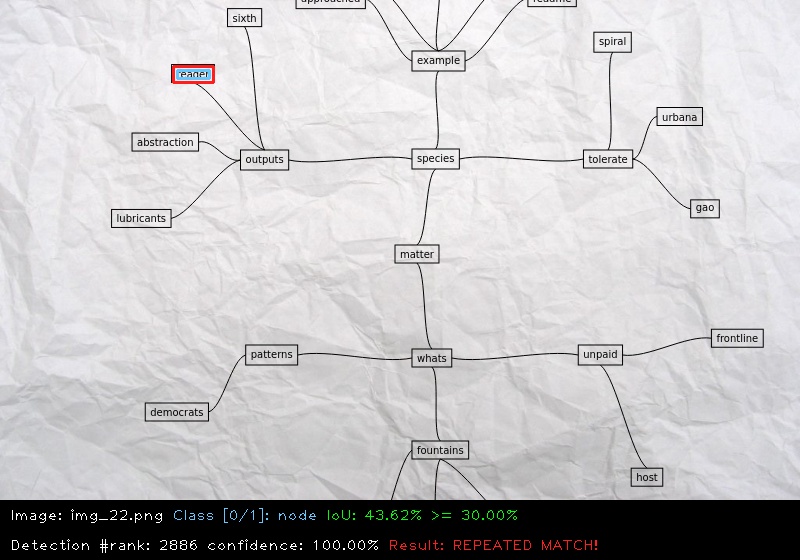 approached
resume
sixth
spiral
example
eager
urbana
abstraction
outputs
species
tolerate
gao
lubricants
matter
frontline
patterns
whats
unpaid
democrats
fountains
host
Image: img_22.png Class [0/1]: node IoU: 43.62% >= 30.00%
Detection #rank: 2886 confidence: 100.00% Result: REPEATED MATCH!